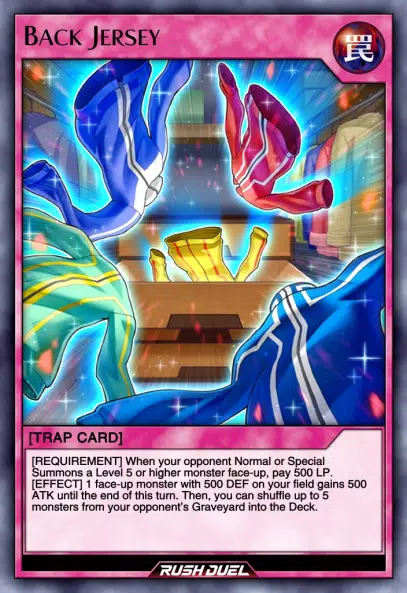 Back Jersey
罠
[TRAP CARD]
[REQUIREMENT] When your opponent Normal or Special
Summons a Level 5 or higher monster face-up, pay 500 LP.
[EFFECT] 1 face-up monster with 500 DEF on your field gains 500
ATK until the end of this turn. Then, you can shuffle up to 5
monsters from your opponent's Graveyard into the Deck.
RUSH DUEL